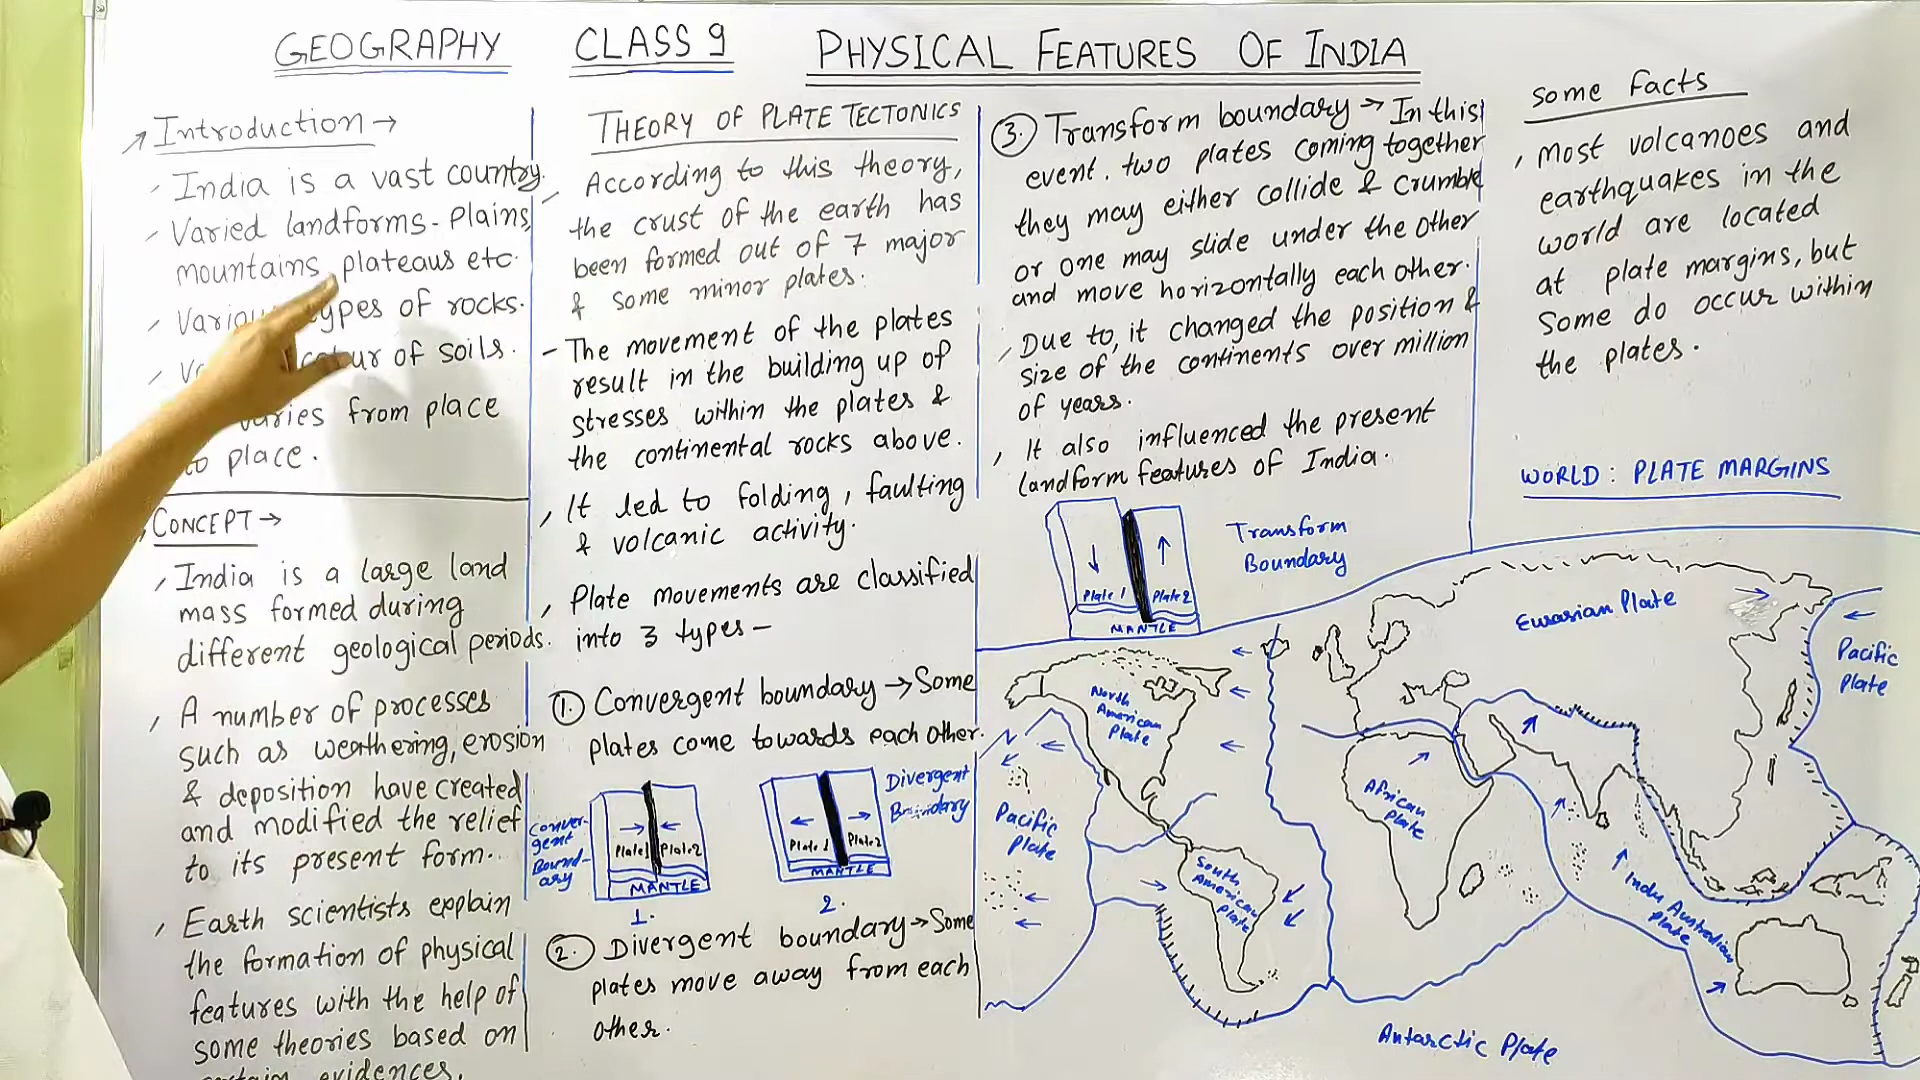 GEOGRAPHY CLASS 9 PHYSICAL FEATURES OF INDIA
Introduction →
India is a vast country.
Varied landforms - Plains,
mountains, plateaus etc.
types of rocks.
of soils.
varies from place
to place.
CONCEPT →
India is a large land
mass formed during
different geological periods.
A number of processes
such as weathering, erosion
& deposition have created
and modified the relief
to its present form.
Earth scientists explain
the formation of physical
features with the help of
some theories based on
certain evidences.
THEORY OF PLATE TECTONICS
According to this theory,
the crust of the earth has
been formed out of 7 major
& some minor plates.
- The movement of the plates
result in the building up of
stresses within the plates &
the continental rocks above.
It led to folding, faulting
& volcanic activity.
Plate movements are classified
into 3 types -
1. Convergent boundary → Some
plates come towards each other.
Conver-
gent
Bound-
ary
Plate 1 Plate 2
MANTLE
1.
Divergent
Boundary
Plate 1 Plate 2
MANTLE
2.
2. Divergent boundary → Some
plates move away from each
other.
3. Transform boundary → In this
event, two plates coming together
they may either collide & crumble
or one may slide under the other
and move horizontally each other.
Due to, it changed the position &
size of the continents over million
of years.
It also influenced the present
landform features of India.
Plate 1 Plate 2
MANTLE
Transform
Boundary
Some facts
Most volcanoes and
earthquakes in the
world are located
at plate margins, but
Some do occur within
the plates.
WORLD: PLATE MARGINS
Eurasian Plate
Pacific
Plate
North
American
Plate
African
Plate
Pacific
Plate
South
American
Plate
Indo Australian
Plate
Antarctic Plate